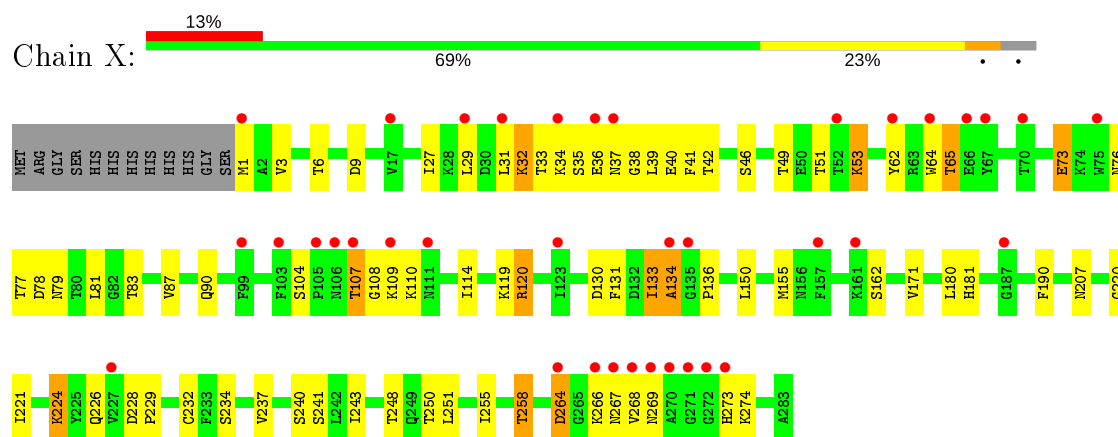 13%
Chain X:
69% 23% • •
MET ARG GLY SER HIS HIS HIS HIS HIS HIS GLY SER M1 A2 V3 T6 D9 V17 I27 K28 L29 D30 L31 K32 T33 K34 S35 E36 N37 G38 L39 E40 F41 T42 S46 T49 E50 T51 T52 K53 Y62 R63 W64 T65 E66 Y67 T70 E73 K74 W75 N76
T77 D78 N79 T80 L81 G82 T83 V87 Q90 F99 F103 S104 P105 N106 T107 G108 K109 K110 N111 I114 K119 R120 I123 D130 F131 D132 I133 A134 G135 P136 L150 M155 N156 F157 K161 S162 V171 L180 H181 G187 F190 N207
I221 K224 Y225 Q226 V227 D228 P229 C232 F233 S234 V237 S240 S241 L242 I243 T248 Q249 T250 L251 I255 T258 D264 G265 K266 N267 V268 N269 A270 G271 G272 H273 K274 A283